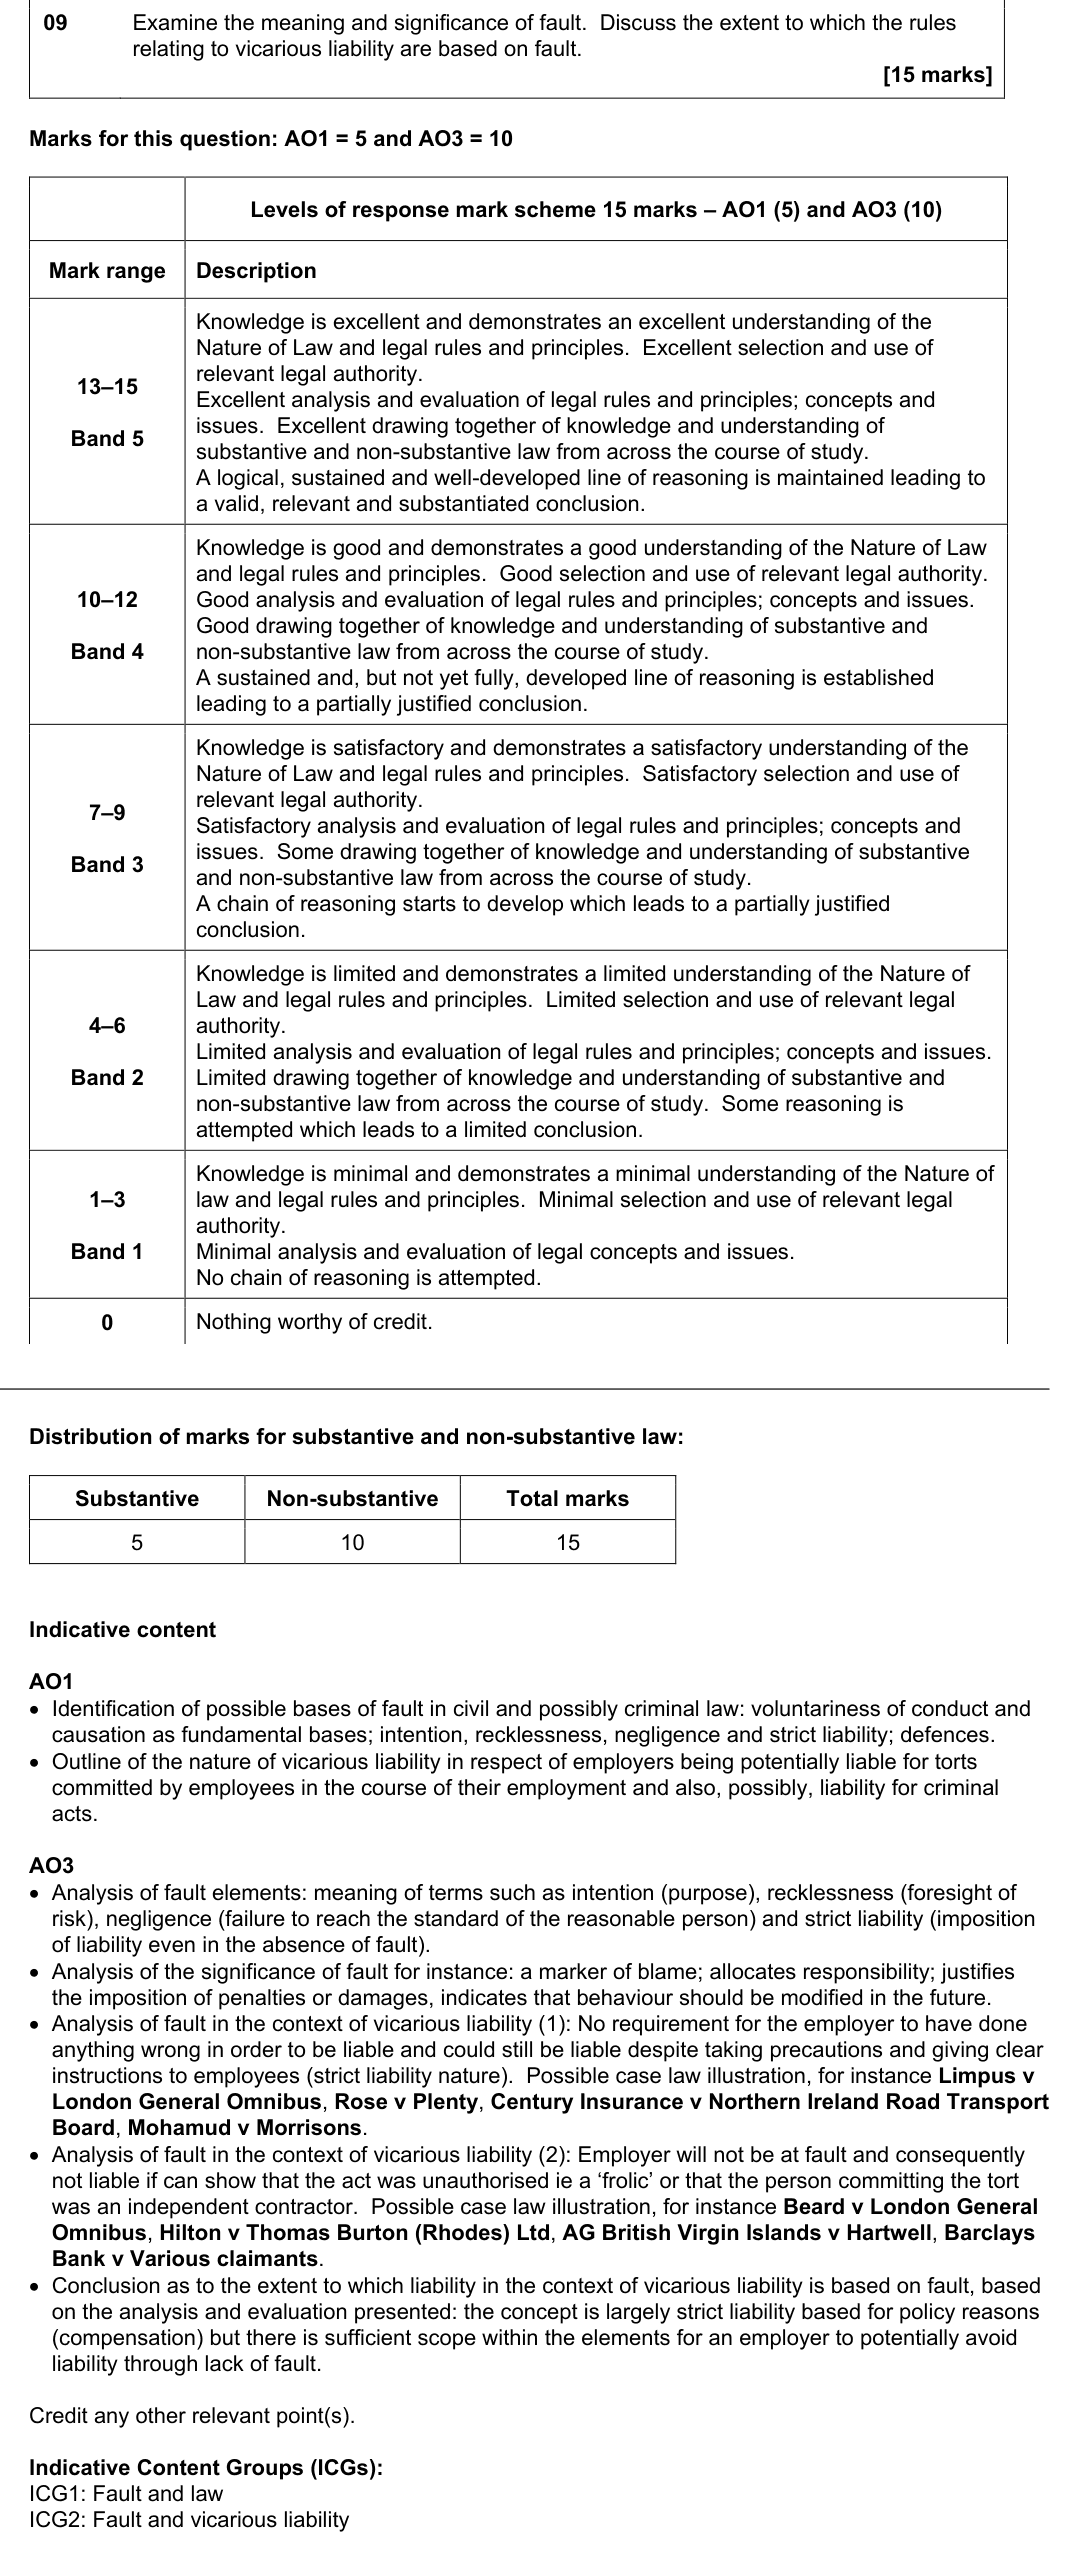 09 Examine the meaning and significance of fault. Discuss the extent to which the rules
relating to vicarious liability are based on fault.
[15 marks]
Marks for this question: AO1 = 5 and AO3 = 10
Levels of response mark scheme 15 marks – AO1 (5) and AO3 (10)
Mark range Description
13–15
Band 5
Knowledge is excellent and demonstrates an excellent understanding of the
Nature of Law and legal rules and principles. Excellent selection and use of
relevant legal authority.
Excellent analysis and evaluation of legal rules and principles; concepts and
issues. Excellent drawing together of knowledge and understanding of
substantive and non-substantive law from across the course of study.
A logical, sustained and well-developed line of reasoning is maintained leading to
a valid, relevant and substantiated conclusion.
10–12
Band 4
Knowledge is good and demonstrates a good understanding of the Nature of Law
and legal rules and principles. Good selection and use of relevant legal authority.
Good analysis and evaluation of legal rules and principles; concepts and issues.
Good drawing together of knowledge and understanding of substantive and
non-substantive law from across the course of study.
A sustained and, but not yet fully, developed line of reasoning is established
leading to a partially justified conclusion.
7–9
Band 3
Knowledge is satisfactory and demonstrates a satisfactory understanding of the
Nature of Law and legal rules and principles. Satisfactory selection and use of
relevant legal authority.
Satisfactory analysis and evaluation of legal rules and principles; concepts and
issues. Some drawing together of knowledge and understanding of substantive
and non-substantive law from across the course of study.
A chain of reasoning starts to develop which leads to a partially justified
conclusion.
4–6
Band 2
Knowledge is limited and demonstrates a limited understanding of the Nature of
Law and legal rules and principles. Limited selection and use of relevant legal
authority.
Limited analysis and evaluation of legal rules and principles; concepts and issues.
Limited drawing together of knowledge and understanding of substantive and
non-substantive law from across the course of study. Some reasoning is
attempted which leads to a limited conclusion.
1–3
Band 1
Knowledge is minimal and demonstrates a minimal understanding of the Nature of
law and legal rules and principles. Minimal selection and use of relevant legal
authority.
Minimal analysis and evaluation of legal concepts and issues.
No chain of reasoning is attempted.
0 Nothing worthy of credit.
Distribution of marks for substantive and non-substantive law:
Substantive Non-substantive Total marks
5 10 15
Indicative content
AO1
• Identification of possible bases of fault in civil and possibly criminal law: voluntariness of conduct and
causation as fundamental bases; intention, recklessness, negligence and strict liability; defences.
• Outline of the nature of vicarious liability in respect of employers being potentially liable for torts
committed by employees in the course of their employment and also, possibly, liability for criminal
acts.
AO3
• Analysis of fault elements: meaning of terms such as intention (purpose), recklessness (foresight of
risk), negligence (failure to reach the standard of the reasonable person) and strict liability (imposition
of liability even in the absence of fault).
• Analysis of the significance of fault for instance: a marker of blame; allocates responsibility; justifies
the imposition of penalties or damages, indicates that behaviour should be modified in the future.
• Analysis of fault in the context of vicarious liability (1): No requirement for the employer to have done
anything wrong in order to be liable and could still be liable despite taking precautions and giving clear
instructions to employees (strict liability nature). Possible case law illustration, for instance Limpus v
London General Omnibus, Rose v Plenty, Century Insurance v Northern Ireland Road Transport
Board, Mohamud v Morrisons.
• Analysis of fault in the context of vicarious liability (2): Employer will not be at fault and consequently
not liable if can show that the act was unauthorised ie a ‘frolic’ or that the person committing the tort
was an independent contractor. Possible case law illustration, for instance Beard v London General
Omnibus, Hilton v Thomas Burton (Rhodes) Ltd, AG British Virgin Islands v Hartwell, Barclays
Bank v Various claimants.
• Conclusion as to the extent to which liability in the context of vicarious liability is based on fault, based
on the analysis and evaluation presented: the concept is largely strict liability based for policy reasons
(compensation) but there is sufficient scope within the elements for an employer to potentially avoid
liability through lack of fault.
Credit any other relevant point(s).
Indicative Content Groups (ICGs):
ICG1: Fault and law
ICG2: Fault and vicarious liability